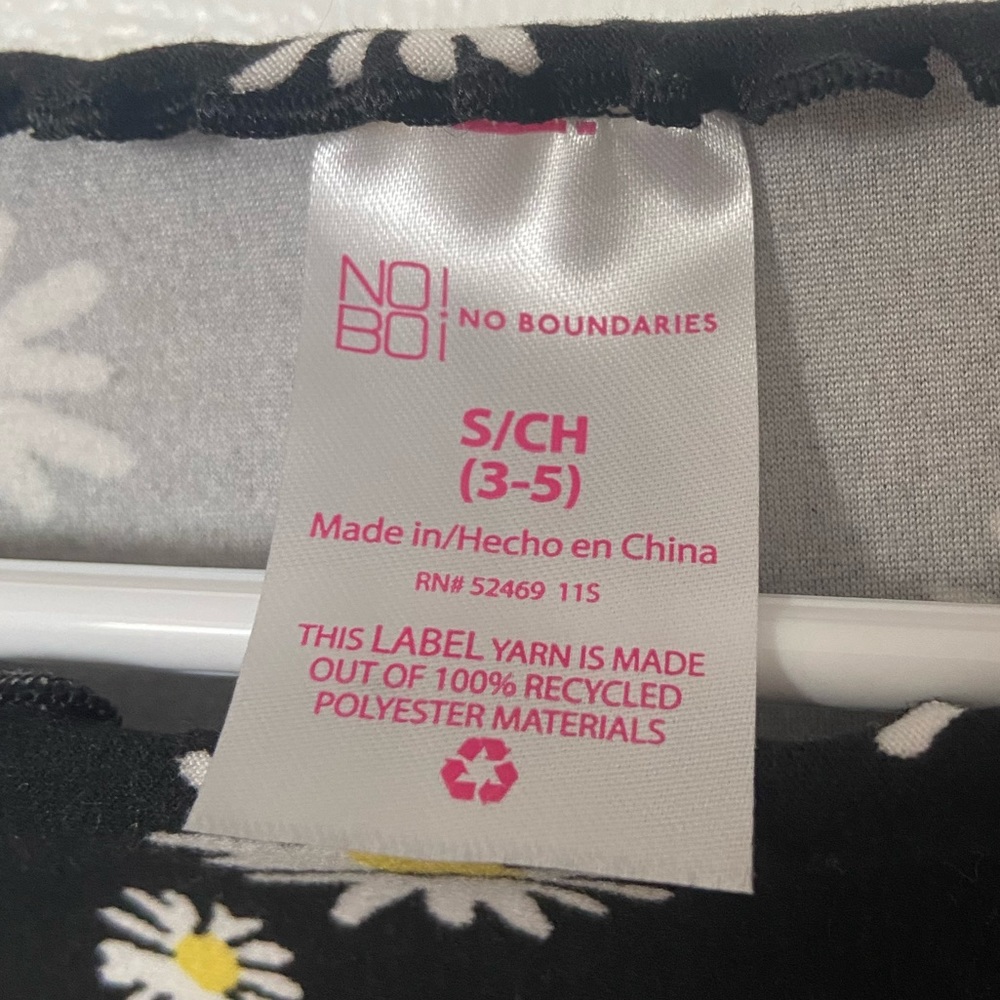 NO!
BO¡ NO BOUNDARIES
S/CH
(3-5)
Made in/Hecho en China
RN# 52469 11S
THIS LABEL YARN IS MADE
OUT OF 100% RECYCLED
POLYESTER MATERIALS